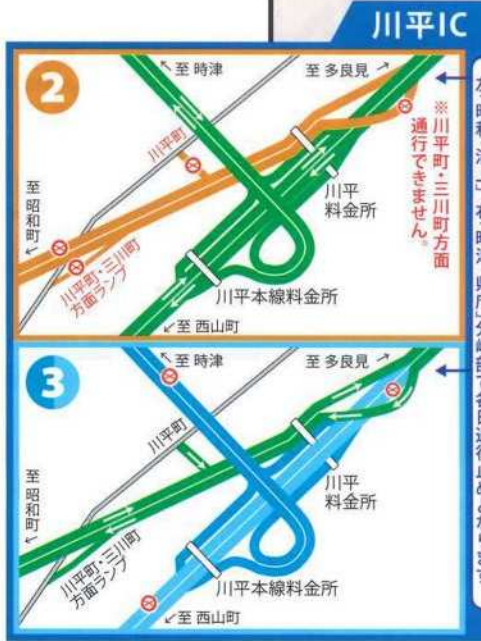 川平IC
2
↖至 時津
至 多良見↗
川平町
※川平町・三川町方面
通行できません。
至 昭和町
川平
料金所
川平町・三川町
方面ランプ
川平本線料金所
↙至 西山町
3
↖至 時津
至 多良見↗
川平町
至 昭和町
川平
料金所
川平町・三川町
方面ランプ
川平本線料金所
↙至 西山町